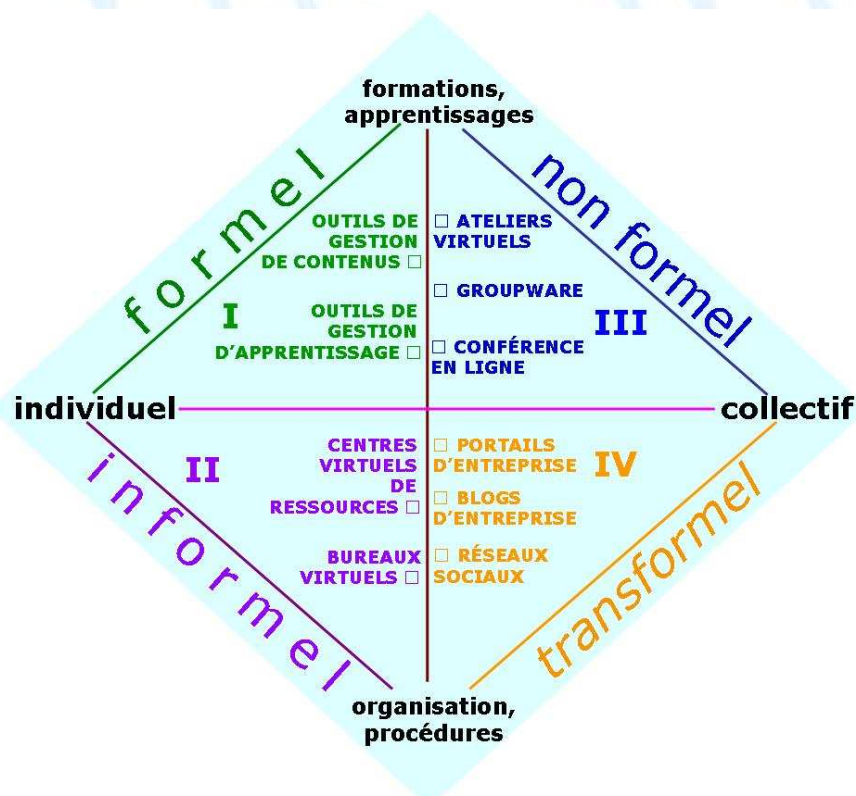 formations,
apprentissages
formel
non formel
OUTILS DE
GESTION
DE CONTENUS □
□ ATELIERS
VIRTUELS
□ GROUPWARE
I
OUTILS DE
GESTION
D'APPRENTISSAGE □
III
□ CONFÉRENCE
EN LIGNE
individuel
collectif
II
CENTRES
VIRTUELS
DE
RESSOURCES □
□ PORTAILS
D'ENTREPRISE
IV
□ BLOGS
D'ENTREPRISE
BUREAUX
VIRTUELS □
□ RÉSEAUX
SOCIAUX
informel
transformel
organisation,
procédures